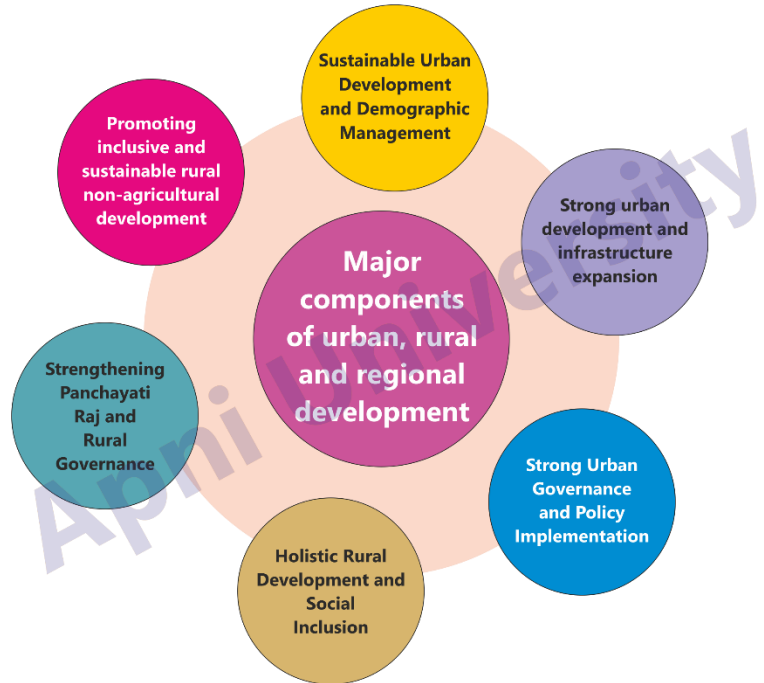 Sustainable Urban
Development
and Demographic
Management
Strong urban
development and
infrastructure
expansion
Strong Urban
Governance
and Policy
Implementation
Holistic Rural
Development and
Social
Inclusion
Strengthening
Panchayati
Raj and
Rural
Governance
Promoting
inclusive and
sustainable rural
non-agricultural
development
Major
components
of urban, rural
and regional
development
Apni University